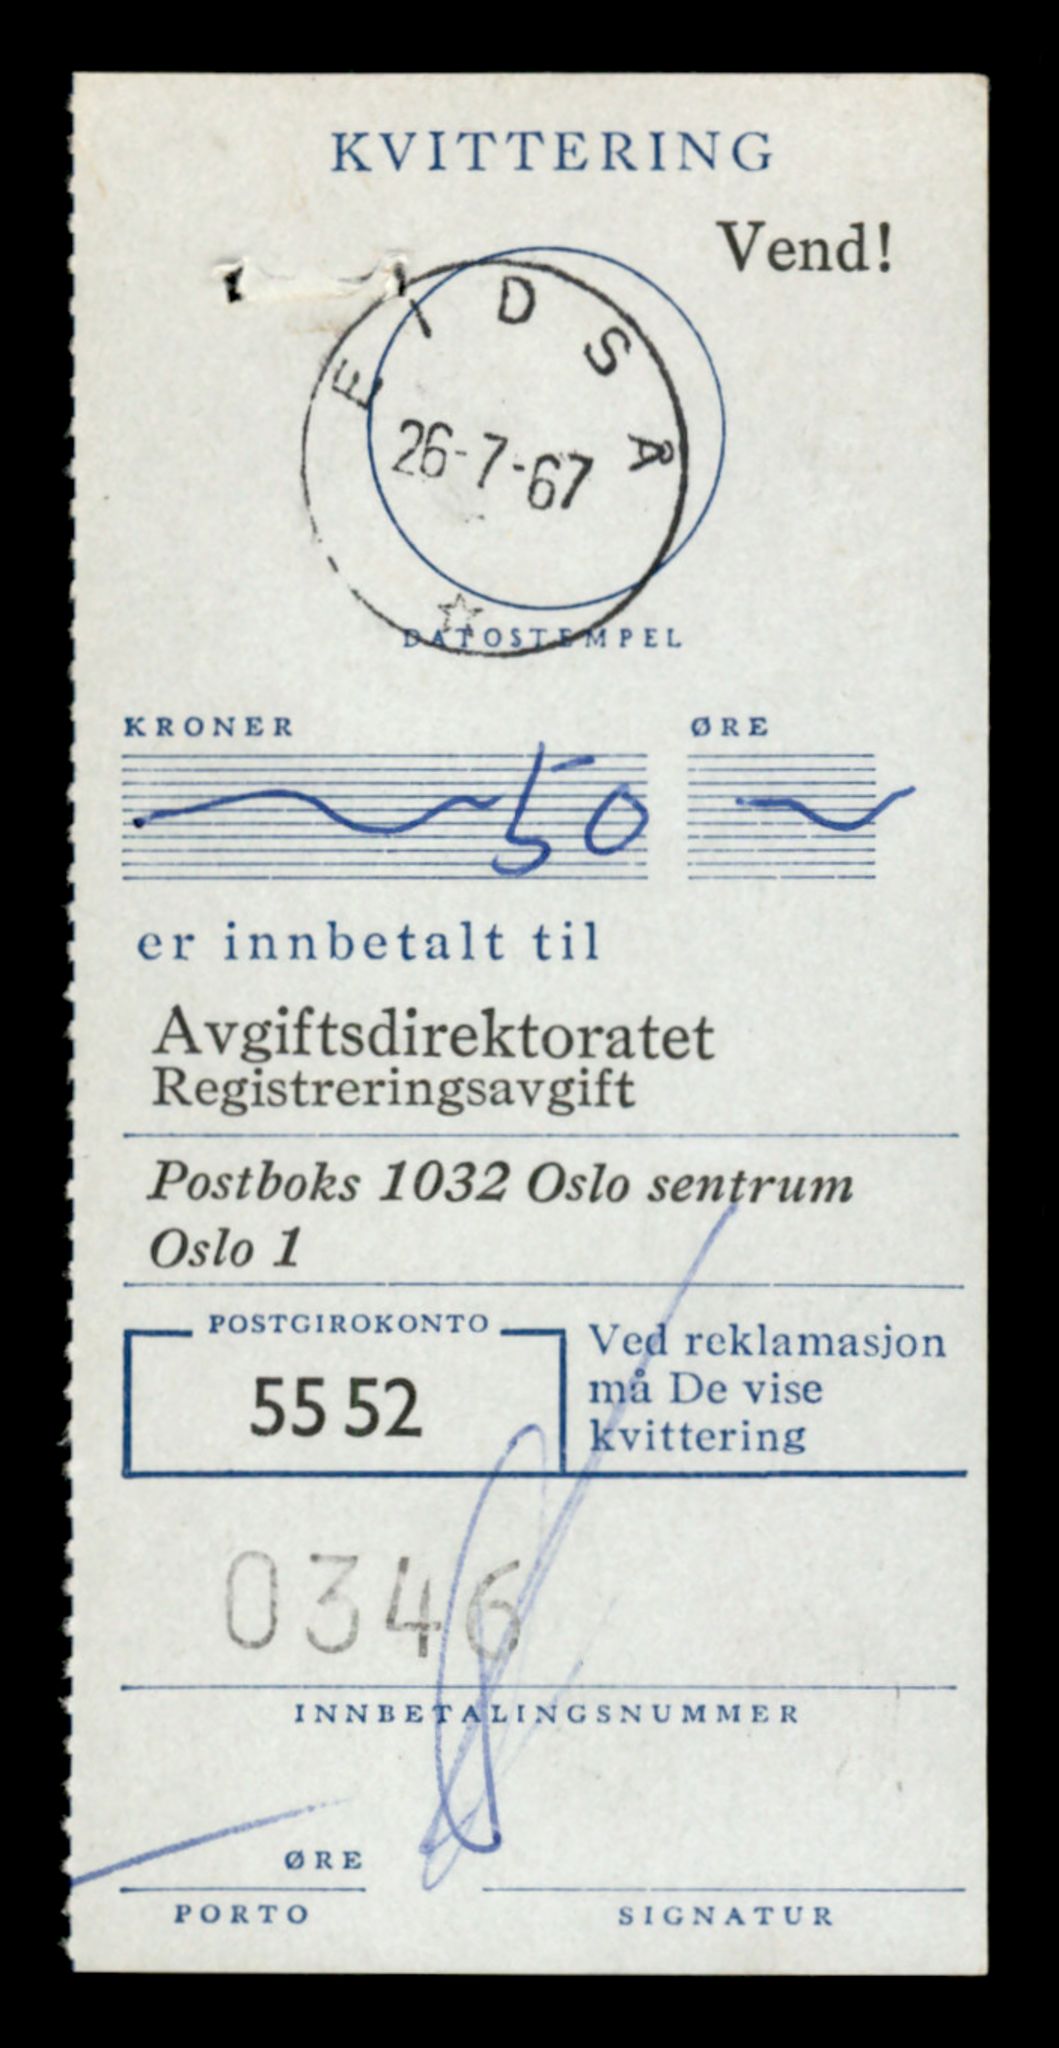 KVITTERING
Vend!
EIDSÅ
26-7-67
DATOSTEMPEL
KRONER ØRE
50
er innbetalt til
Avgiftsdirektoratet
Registreringsavgift
Postboks 1032 Oslo sentrum
Oslo 1
POSTGIROKONTO
55 52
Ved reklamasjon
må De vise
kvittering
0346
INNBETALINGSNUMMER
ØRE
PORTO SIGNATUR